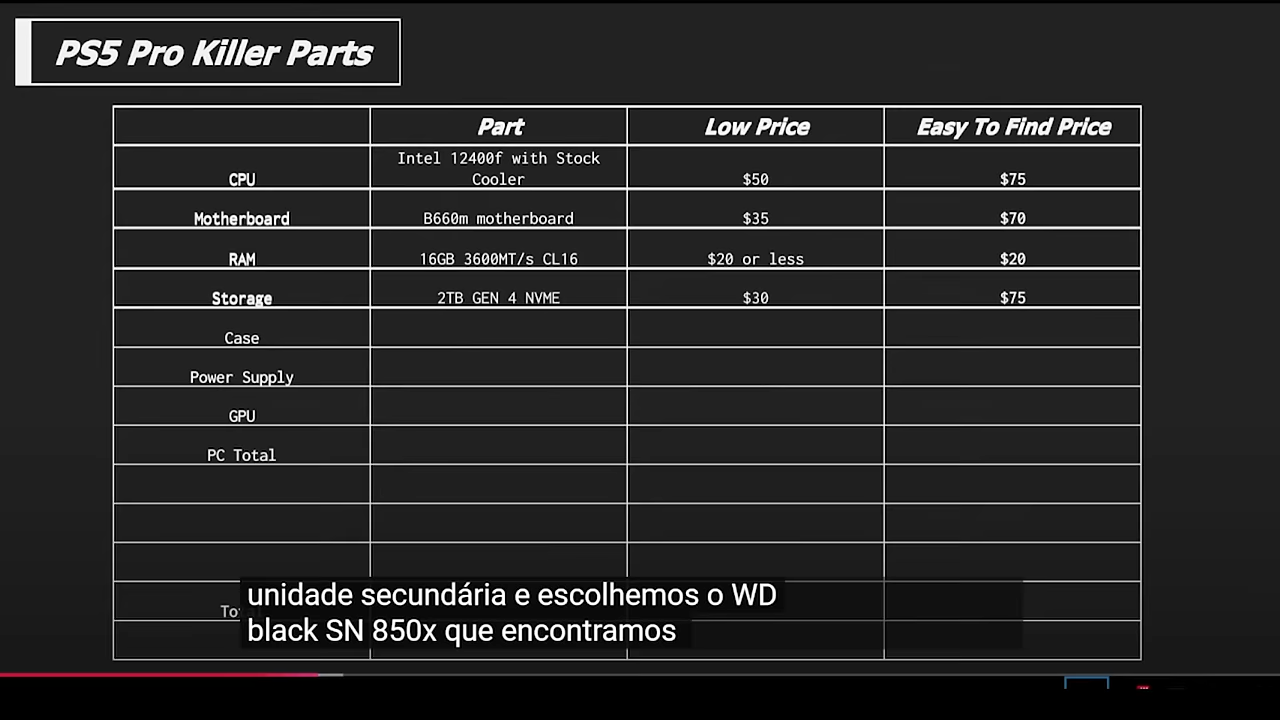 PS5 Pro Killer Parts
Part Low Price Easy To Find Price
CPU Intel 12400f with Stock Cooler $50 $75
Motherboard B660m motherboard $35 $70
RAM 16GB 3600MT/s CL16 $20 or less $20
Storage 2TB GEN 4 NVME $30 $75
Case
Power Supply
GPU
PC Total
unidade secundária e escolhemos o WD
black SN 850x que encontramos